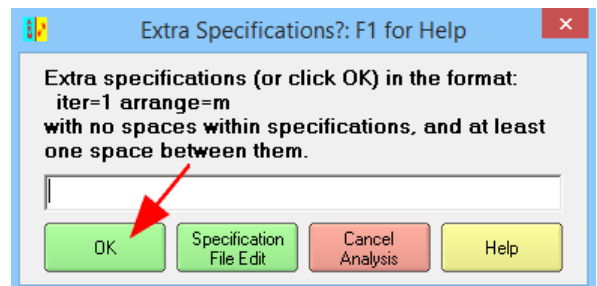 Extra Specifications?: F1 for Help
×
Extra specifications (or click OK) in the format:
iter=1 arrange=m
with no spaces within specifications, and at least
one space between them.
OK
Specification
File Edit
Cancel
Analysis
Help